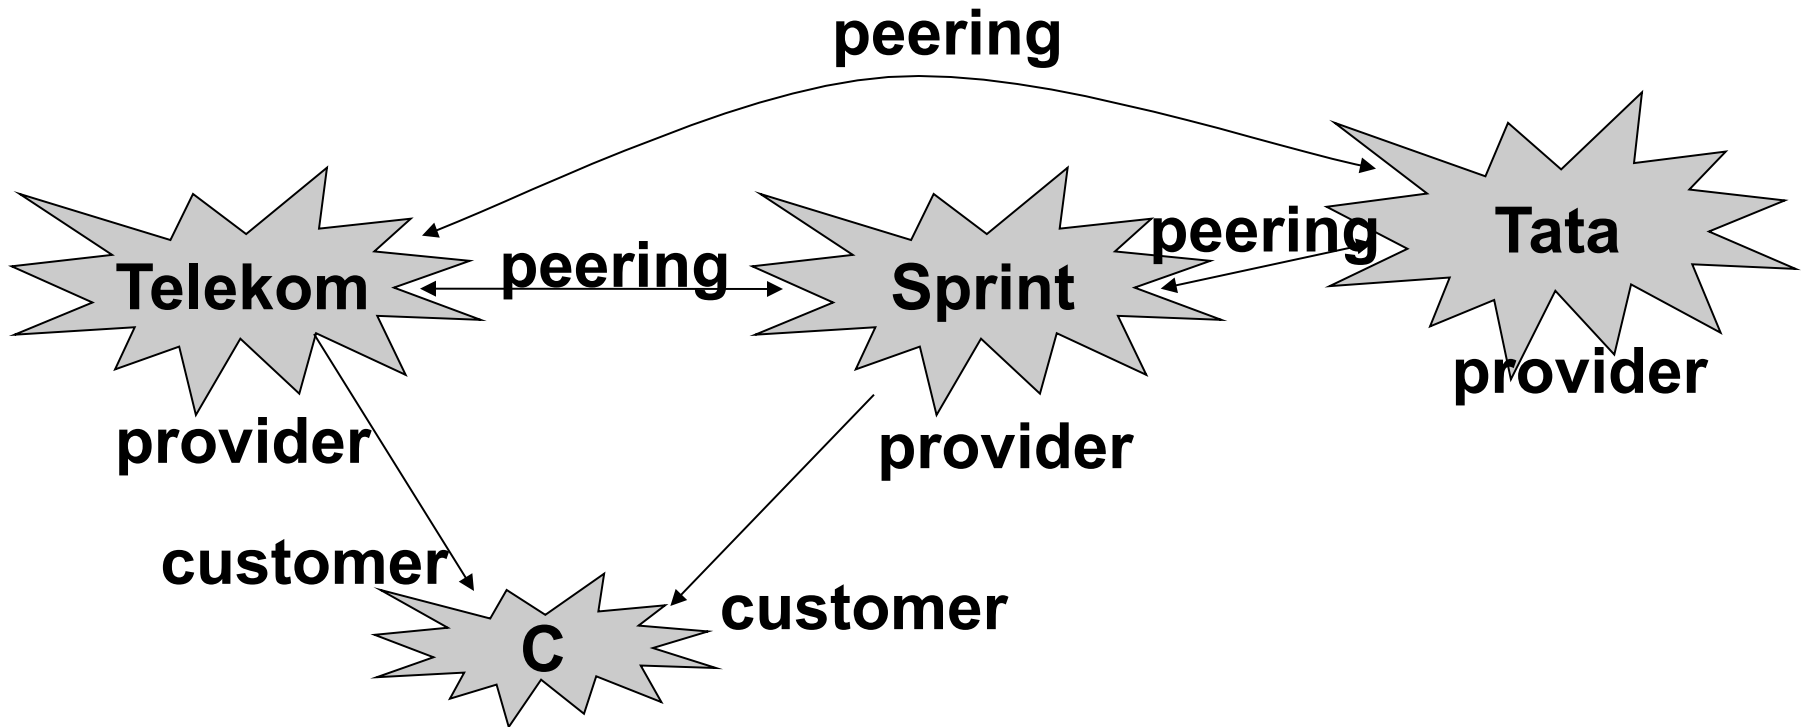 peering
Tata
peering
peering
Telekom
Sprint
provider
provider
provider
customer
customer
C